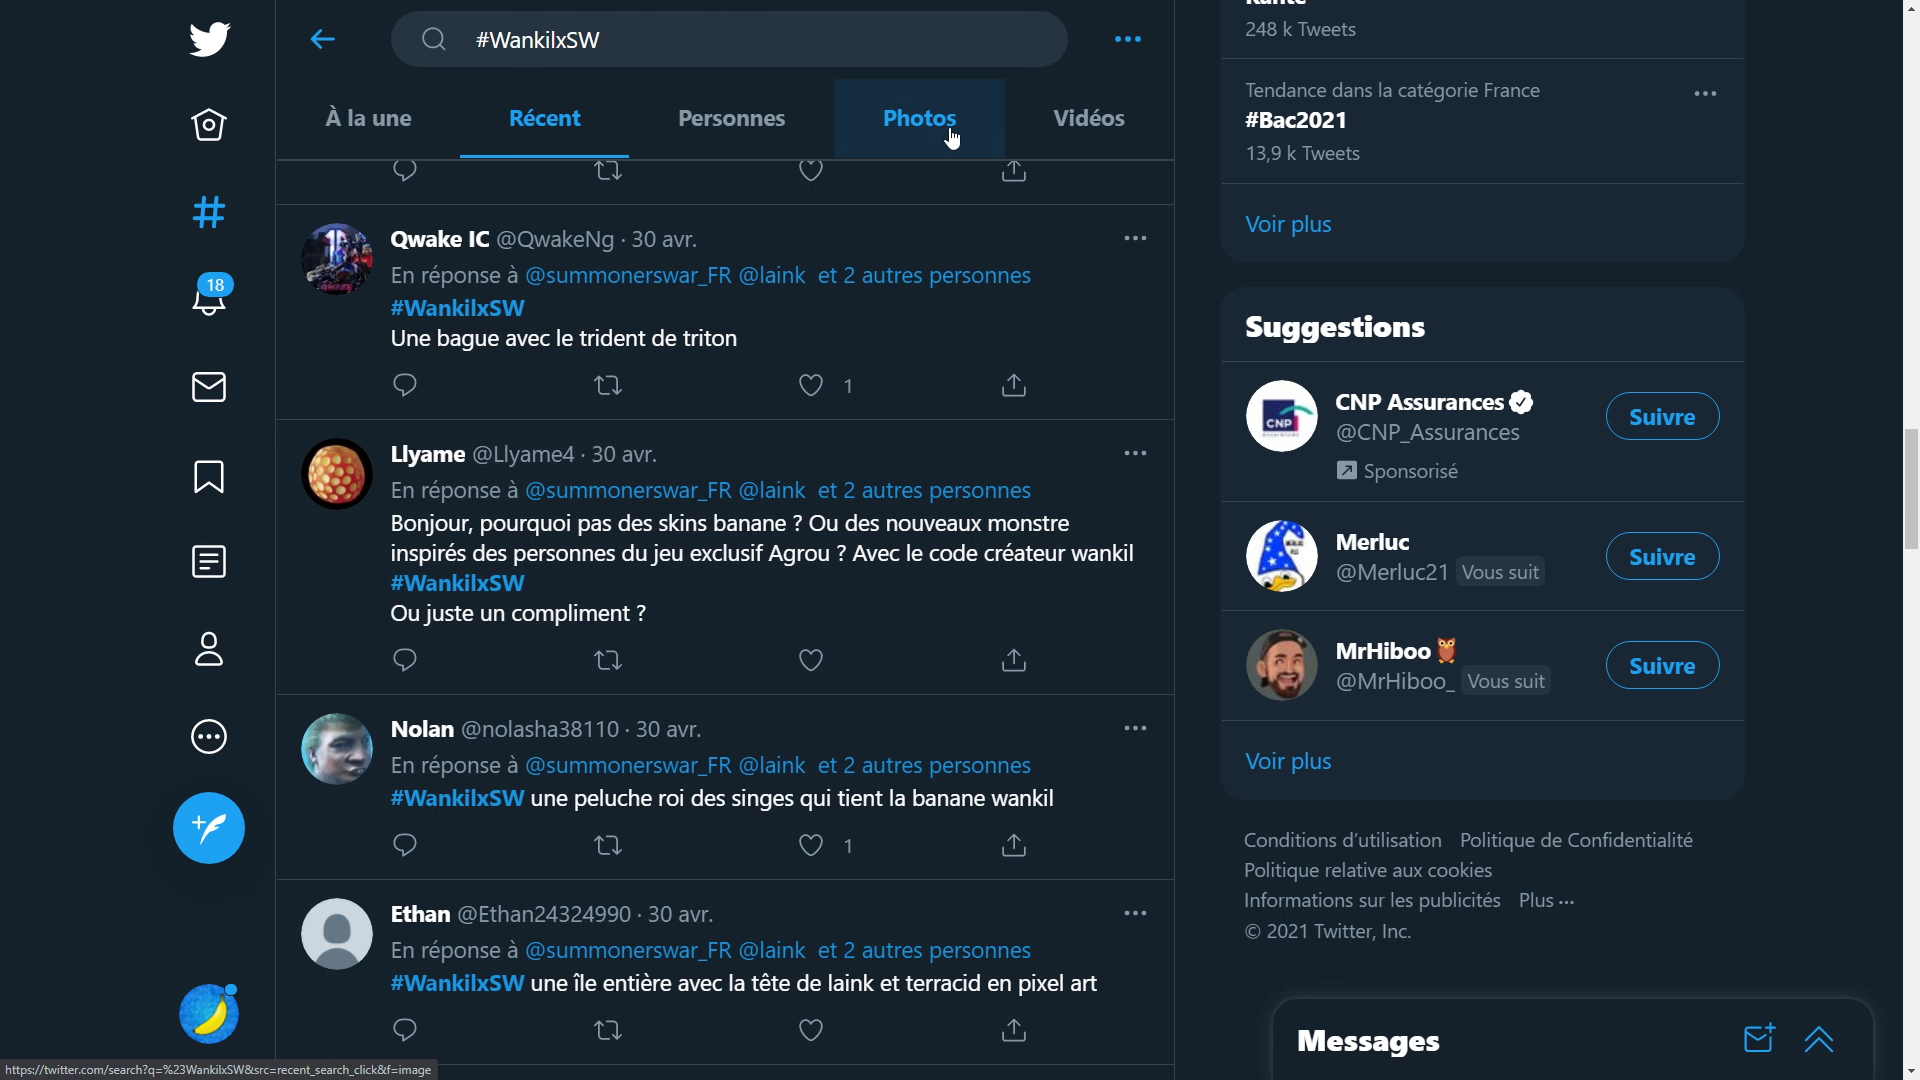 #WankilxSW
À la une
Récent
Personnes
Photos
Vidéos
Qwake IC @QwakeNg · 30 avr.
En réponse à @summonerswar_FR @laink et 2 autres personnes
#WankilxSW
Une bague avec le trident de triton
1
Llyame @Llyame4 · 30 avr.
En réponse à @summonerswar_FR @laink et 2 autres personnes
Bonjour, pourquoi pas des skins banane ? Ou des nouveaux monstre
inspirés des personnes du jeu exclusif Agrou ? Avec le code créateur wankil
#WankilxSW
Ou juste un compliment ?
Nolan @nolasha38110 · 30 avr.
En réponse à @summonerswar_FR @laink et 2 autres personnes
#WankilxSW une peluche roi des singes qui tient la banane wankil
1
Ethan @Ethan24324990 · 30 avr.
En réponse à @summonerswar_FR @laink et 2 autres personnes
#WankilxSW une île entière avec la tête de laink et terracid en pixel art
18
248 k Tweets
Tendance dans la catégorie France
#Bac2021
13,9 k Tweets
Voir plus
Suggestions
CNP
CNP Assurances
@CNP_Assurances
Sponsorisé
Suivre
Merluc
@Merluc21 Vous suit
Suivre
MrHiboo
@MrHiboo_ Vous suit
Suivre
Voir plus
Conditions d'utilisation Politique de Confidentialité
Politique relative aux cookies
Informations sur les publicités Plus ···
© 2021 Twitter, Inc.
Messages
https://twitter.com/search?q=%23WankilxSW&src=recent_search_click&f=image